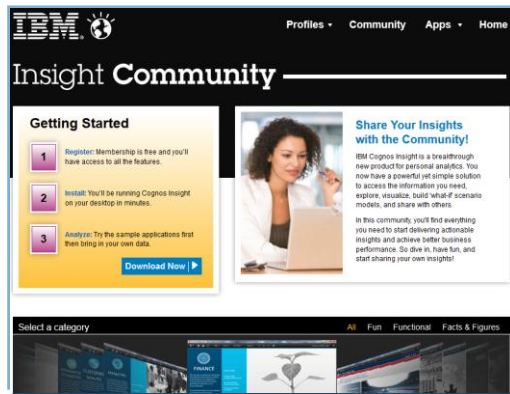 IBM
Profiles Community Apps Home
Insight Community
Getting Started
1
Register: Membership is free and you'll
have access to all the features.
2
Install: You'll be running Cognos Insight
on your desktop in minutes.
3
Analyze: Try the sample applications first
then bring in your own data.
Download Now
Share Your Insights
with the Community!
IBM Cognos Insight is a breakthrough
new product for personal analytics. You
now have a powerful yet simple solution
to access the information you need,
explore, visualize, build 'what-if' scenario
models, and share with others.
In this community, you'll find everything
you need to start delivering actionable
insights and achieve better business
performance. So dive in, have fun, and
start sharing your own insights!
Select a category
All Fun Functional Facts & Figures
FINANCE